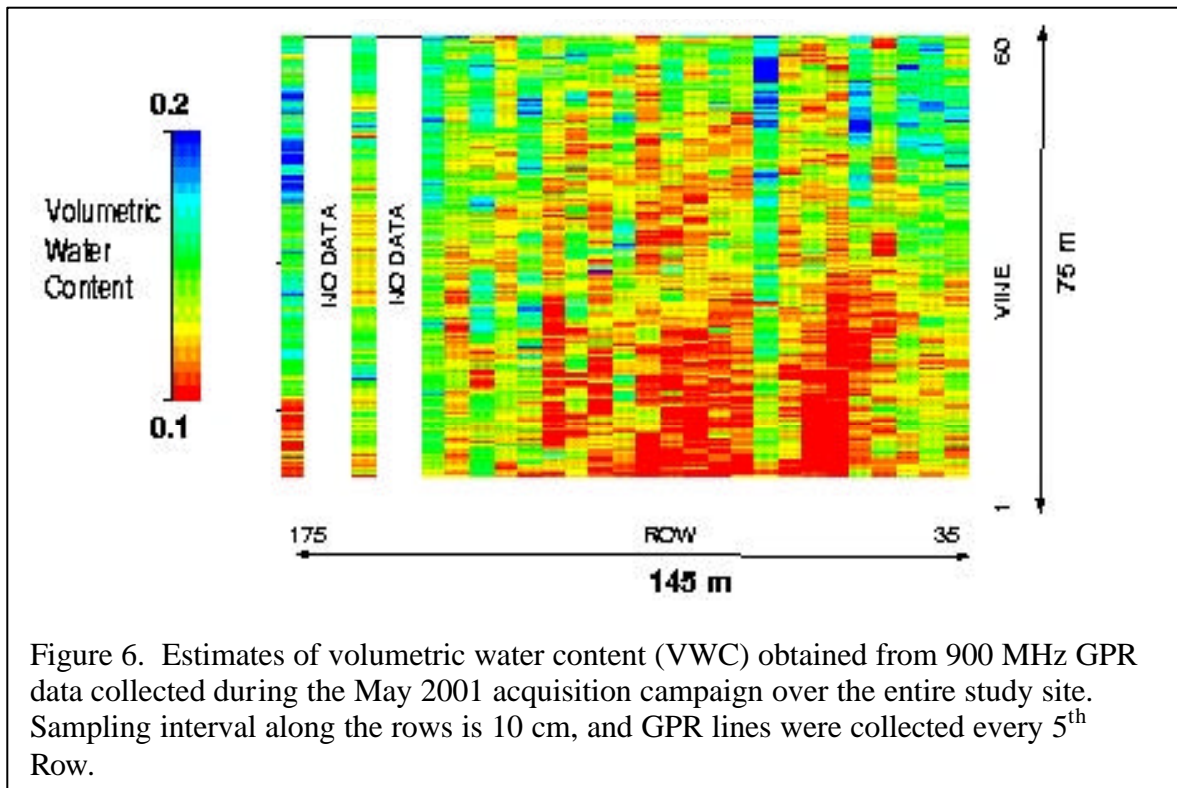 0.2
Volumetric
Water
Content
0.1
NO DATA
NO DATA
60
VINE
1
75 m
175
ROW
35
145 m
Figure 6. Estimates of volumetric water content (VWC) obtained from 900 MHz GPR
data collected during the May 2001 acquisition campaign over the entire study site.
Sampling interval along the rows is 10 cm, and GPR lines were collected every 5th
Row.